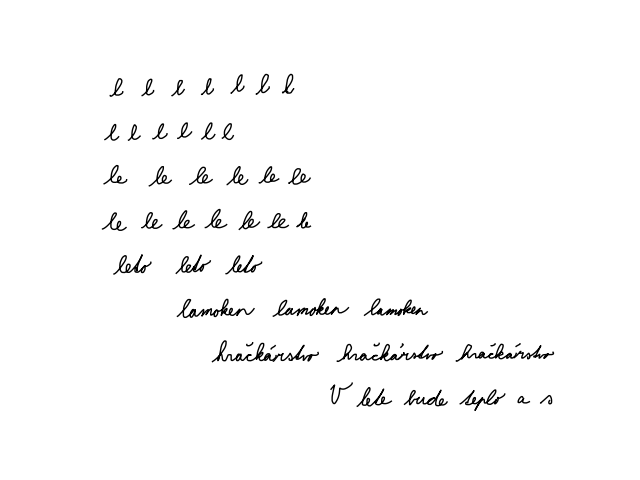 l l l l l l l
l l l l l l
le le le le le le
le le le le le le le
leto leto leto
lamoken lamoken lamoken
hračkárstvo hračkárstvo hračkárstvo
V lete bude teplo a s